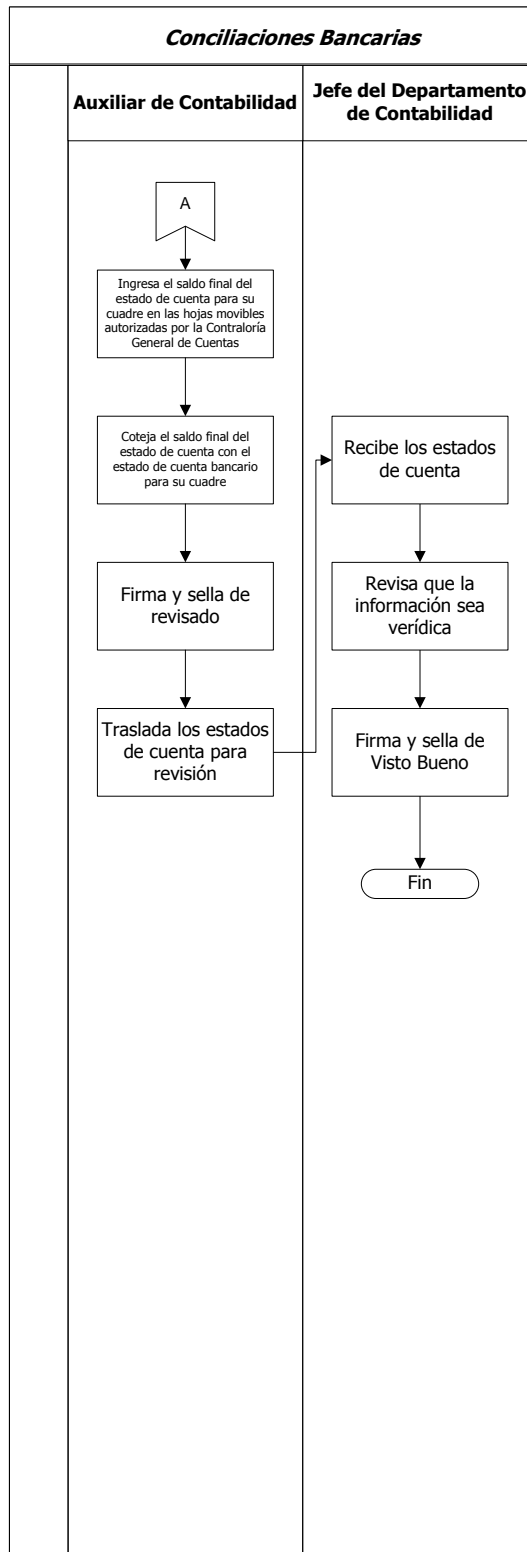 Conciliaciones Bancarias
Auxiliar de Contabilidad
Jefe del Departamento
de Contabilidad
A
Ingresa el saldo final del
estado de cuenta para su
cuadre en las hojas movibles
autorizadas por la Contraloría
General de Cuentas
Coteja el saldo final del
estado de cuenta con el
estado de cuenta bancario
para su cuadre
Firma y sella de
revisado
Traslada los estados
de cuenta para
revisión
Recibe los estados
de cuenta
Revisa que la
información sea
verídica
Firma y sella de
Visto Bueno
Fin